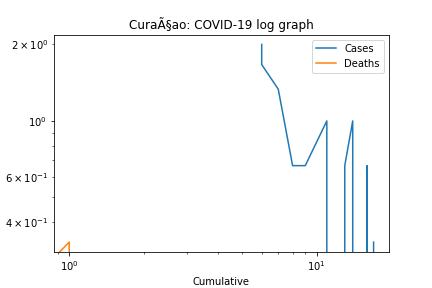 CuraÃ§ao: COVID-19 log graph
2 × 10⁰
10⁰
6 × 10⁻¹
4 × 10⁻¹
Cases
Deaths
10⁰
10¹
Cumulative